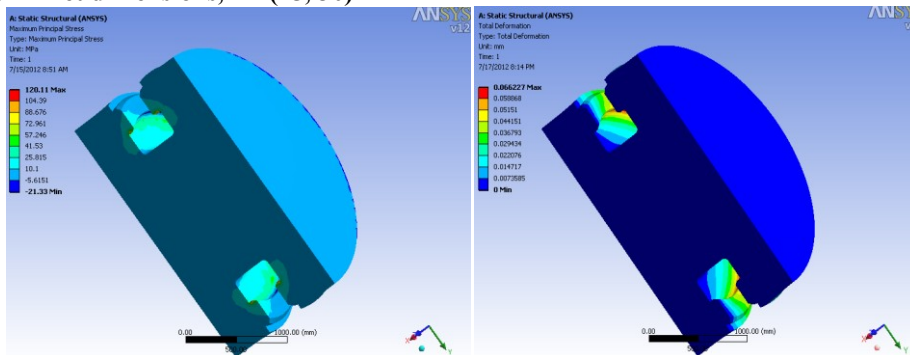 A: Static Structural (ANSYS)
Maximum Principal Stress
Type: Maximum Principal Stress
Unit: MPa
Time: 1
7/15/2012 8:51 AM
120.11 Max
104.39
88.676
72.961
57.246
41.53
25.815
10.1
-5.6151
-21.33 Min
0.00
1000.00 (mm)
X
Y
ANSYS
v12
A: Static Structural (ANSYS)
Total Deformation
Type: Total Deformation
Unit: mm
Time: 1
7/17/2012 8:14 PM
0.066227 Max
0.058868
0.05151
0.044151
0.036793
0.029434
0.022076
0.014717
0.0073585
0 Min
0.00
1000.00 (mm)
X
Y
ANSYS
v12